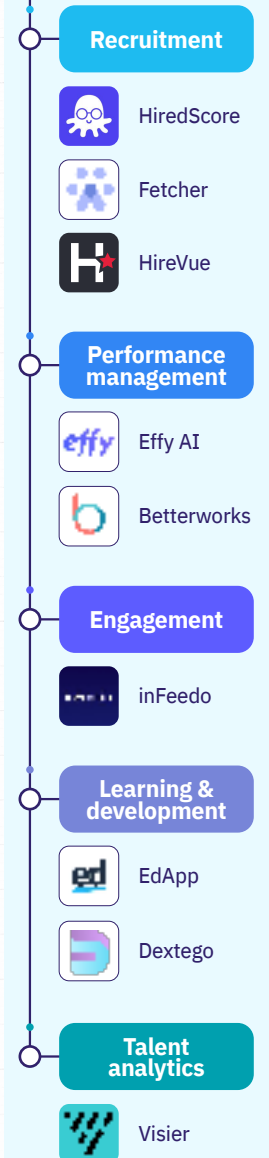 Recruitment
HiredScore
Fetcher
H
HireVue
Performance
management
effy
Effy AI
b
Betterworks
Engagement
inFeedo
Learning &
development
ed
EdApp
Dextego
Talent
analytics
Visier